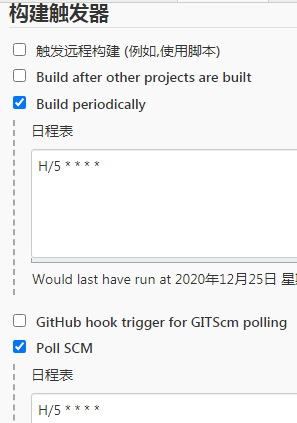 构建触发器
触发远程构建 (例如,使用脚本)
Build after other projects are built
Build periodically
日程表
H/5 * * * *
Would last have run at 2020年12月25日
GitHub hook trigger for GITScm polling
Poll SCM
日程表
H/5 * * * *